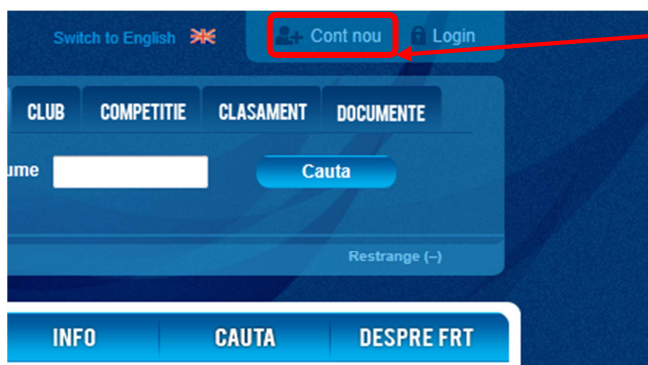 Switch to English Cont nou Login
CLUB COMPETITIE CLASAMENT DOCUMENTE
ume Cauta
Restrange (–)
INFO CAUTA DESPRE FRT